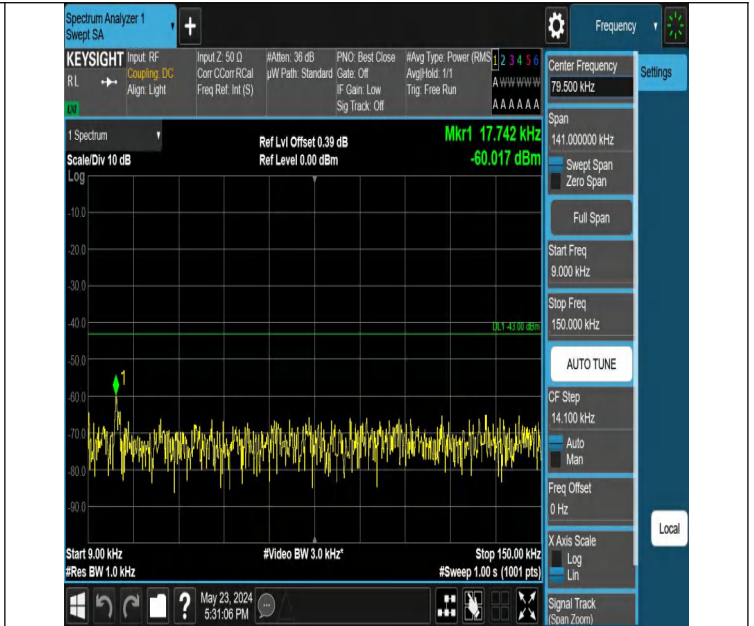 Spectrum Analyzer 1
Swept SA
+
Frequency
KEYSIGHT
RL
LXI
Input: RF
Coupling: DC
Align: Light
Input Z: 50 Ω
Corr CCorr RCal
Freq Ref: Int (S)
#Atten: 36 dB
µW Path: Standard
PNO: Best Close
Gate: Off
IF Gain: Low
Sig Track: Off
#Avg Type: Power (RMS
Avg|Hold: 1/1
Trig: Free Run
1 2 3 4 5 6
A W W W W W
A A A A A A
1 Spectrum
Scale/Div 10 dB
Log
Ref Lvl Offset 0.39 dB
Ref Level 0.00 dBm
Mkr1 17.742 kHz
-60.017 dBm
-10.0
-20.0
-30.0
-40.0
DL1 -43.00 dBm
-50.0
1
-60.0
-70.0
-80.0
-90.0
Start 9.00 kHz
#Res BW 1.0 kHz
#Video BW 3.0 kHz*
Stop 150.00 kHz
#Sweep 1.00 s (1001 pts)
?
May 23, 2024
5:31:06 PM
Center Frequency
79.500 kHz
Settings
Span
141.000000 kHz
Swept Span
Zero Span
Full Span
Start Freq
9.000 kHz
Stop Freq
150.000 kHz
AUTO TUNE
CF Step
14.100 kHz
Auto
Man
Freq Offset
0 Hz
Local
X Axis Scale
Log
Lin
Signal Track
(Span Zoom)